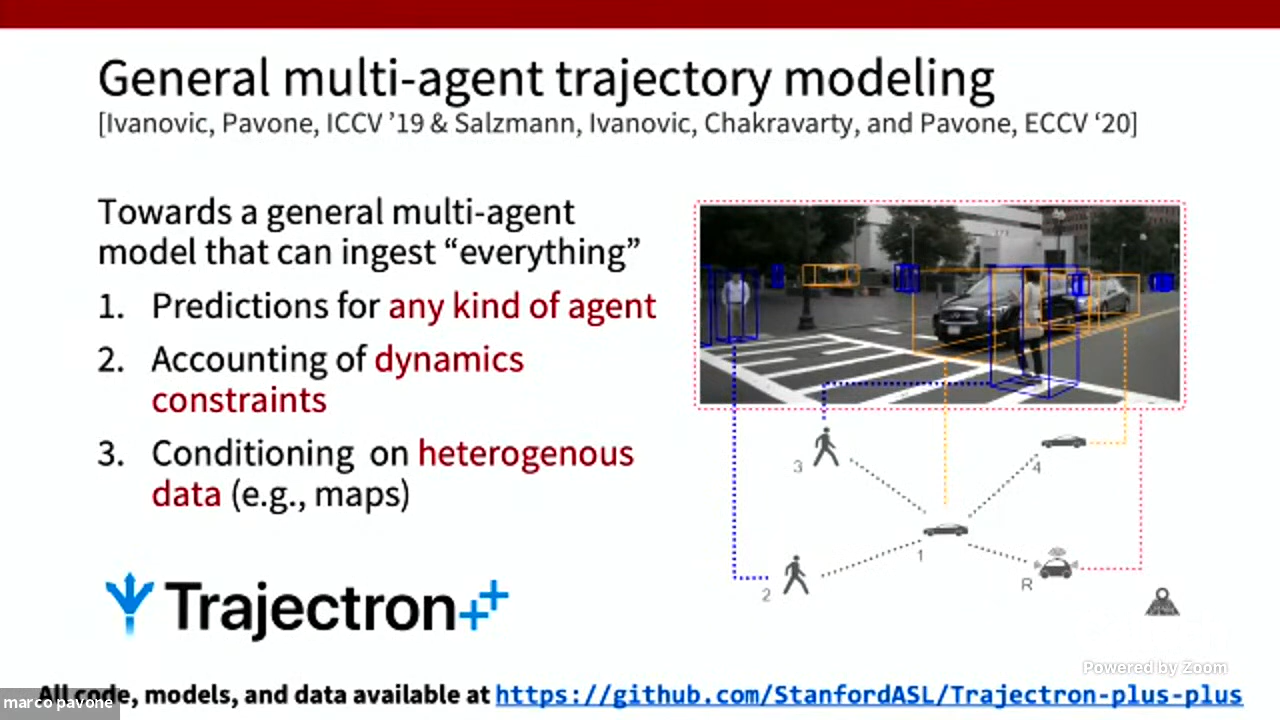 General multi-agent trajectory modeling
[Ivanovic, Pavone, ICCV ’19 & Salzmann, Ivanovic, Chakravarty, and Pavone, ECCV ‘20]
Towards a general multi-agent
model that can ingest “everything”
1. Predictions for any kind of agent
2. Accounting of dynamics
constraints
3. Conditioning on heterogenous
data (e.g., maps)
3
4
1
2
R
Trajectron++
Powered by Zoom
All code, models, and data available at https://github.com/StanfordASL/Trajectron-plus-plus
marco pavone